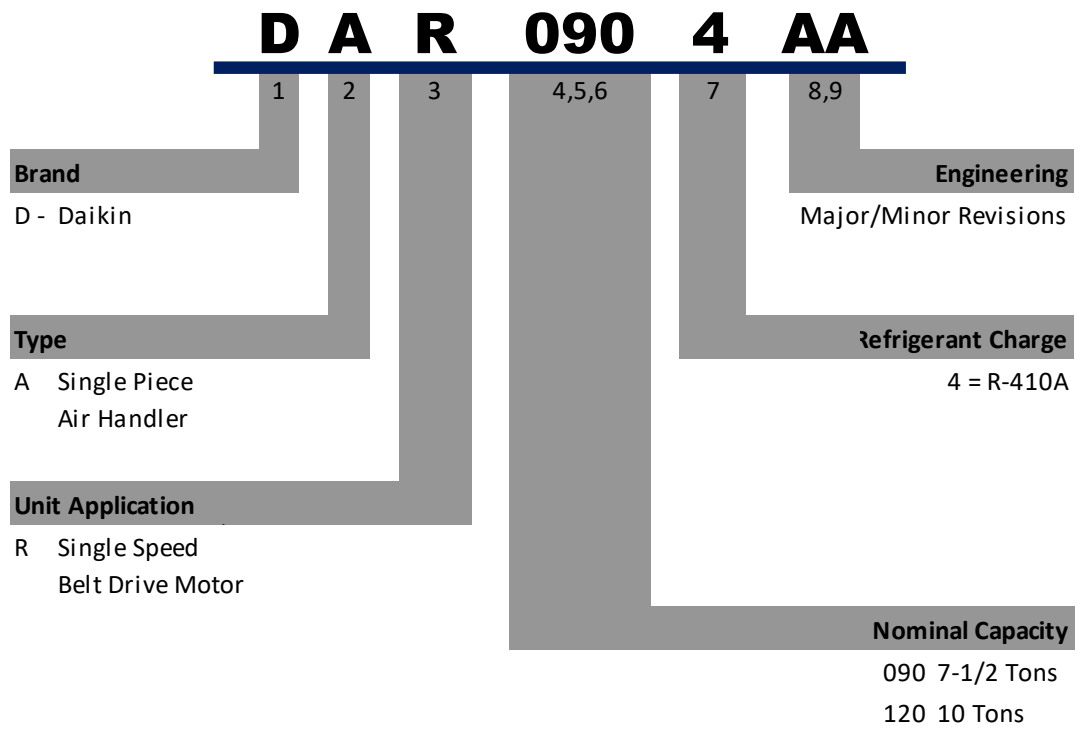 D A R 090 4 AA
1 2 3 4,5,6 7 8,9
Brand
D - Daikin
Engineering
Major/Minor Revisions
Type
A Single Piece
Air Handler
Refrigerant Charge
4 = R-410A
Unit Application
R Single Speed
Belt Drive Motor
Nominal Capacity
090 7-1/2 Tons
120 10 Tons